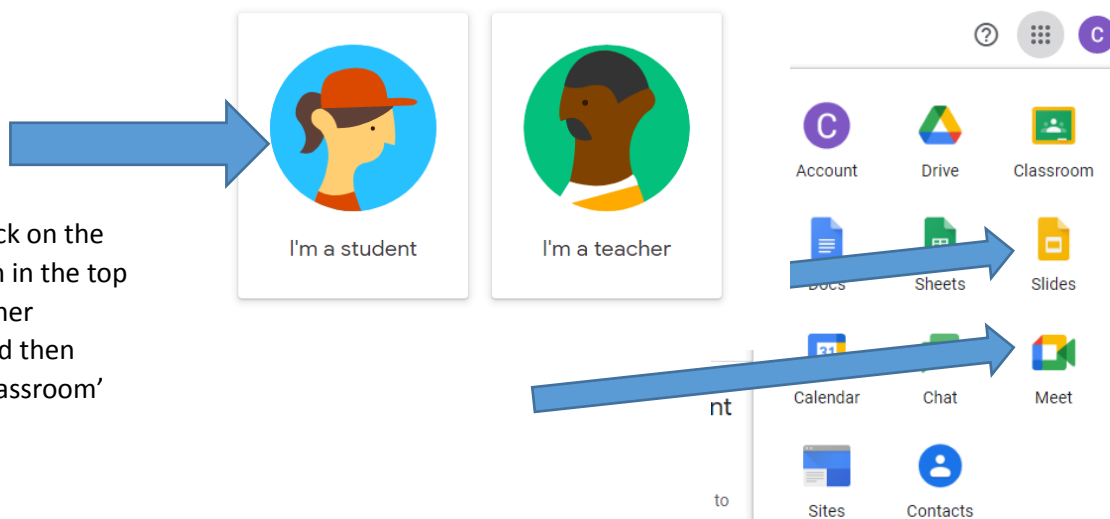 ck on the
n in the top
ner
d then
assroom’
I'm a student
I'm a teacher
C
C
Account
Drive
Classroom
Docs
Sheets
Slides
31
Calendar
Chat
Meet
nt
to
Sites
Contacts